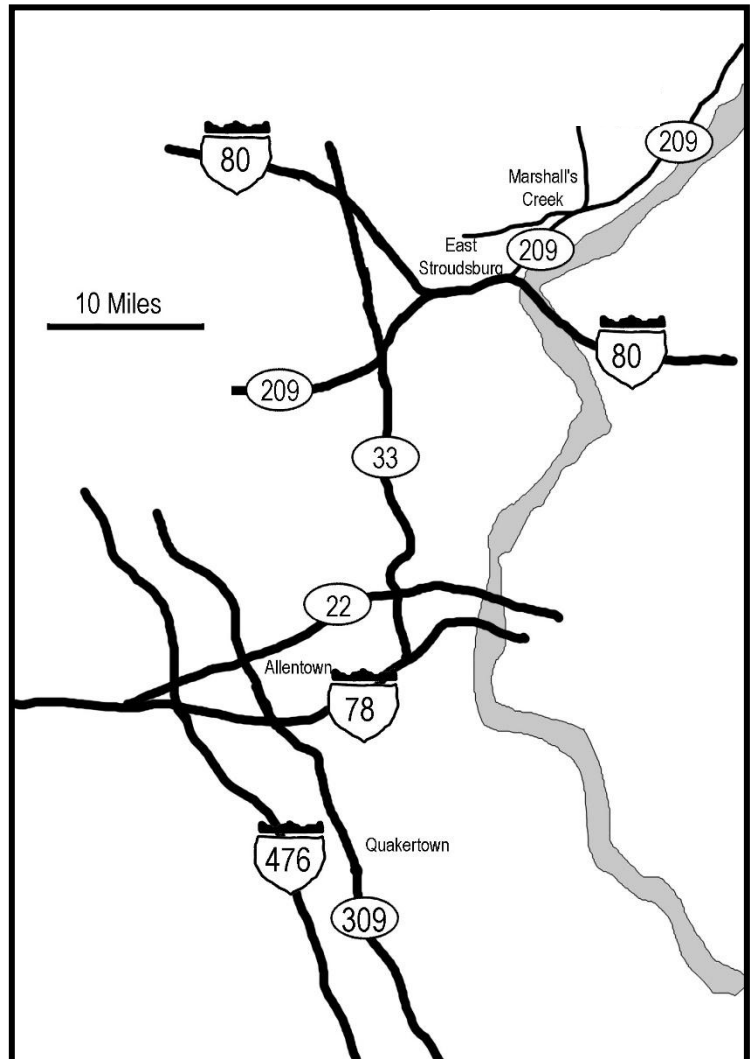 80
209
Marshall's
Creek
East
Stroudsburg
209
10 Miles
80
209
33
22
Allentown
78
Quakertown
476
309